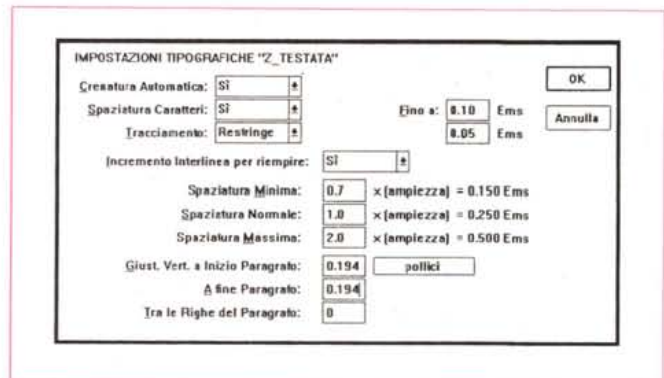 IMPOSTAZIONI TIPOGRAFICHE "Z_TESTATA"
OK
Crenatura Automatica: Sì
Spaziatura Caratteri: Sì Fino a: 0.10 Ems
Annulla
Tracciamento: Restringe 0.05 Ems
Incremento Interlinea per riempire: Sì
Spaziatura Minima: 0.7 x (ampiezza) = 0.150 Ems
Spaziatura Normale: 1.0 x (ampiezza) = 0.250 Ems
Spaziatura Massima: 2.0 x (ampiezza) = 0.500 Ems
Giust. Vert. a Inizio Paragrafo: 0.194 pollici
A fine Paragrafo: 0.194
Tra le Righe del Paragrafo: 0